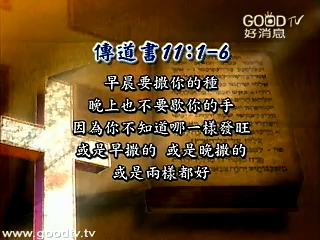 GOOD TV
好消息
傳道書11:1-6
早晨要撒你的種
晚上也不要歇你的手
因為你不知道哪一樣發旺
或是早撒的 或是晚撒的
或是兩樣都好
www.goodtv.tv